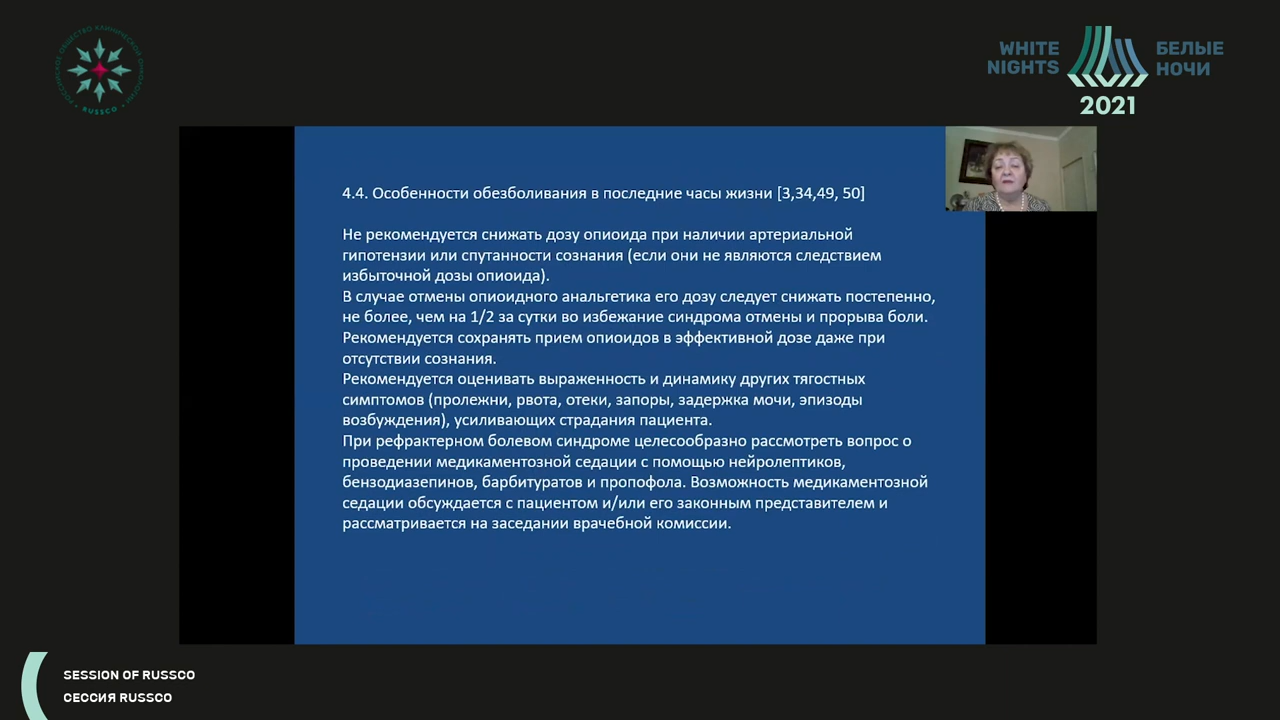 РОССИЙСКОЕ ОБЩЕСТВО КЛИНИЧЕСКОЙ ОНКОЛОГИИ
RUSSCO
WHITE
NIGHTS
БЕЛЫЕ
НОЧИ
2021
4.4. Особенности обезболивания в последние часы жизни [3,34,49, 50]
Не рекомендуется снижать дозу опиоида при наличии артериальной
гипотензии или спутанности сознания (если они не являются следствием
избыточной дозы опиоида).
В случае отмены опиоидного анальгетика его дозу следует снижать постепенно,
не более, чем на 1/2 за сутки во избежание синдрома отмены и прорыва боли.
Рекомендуется сохранять прием опиоидов в эффективной дозе даже при
отсутствии сознания.
Рекомендуется оценивать выраженность и динамику других тягостных
симптомов (пролежни, рвота, отеки, запоры, задержка мочи, эпизоды
возбуждения), усиливающих страдания пациента.
При рефрактерном болевом синдроме целесообразно рассмотреть вопрос о
проведении медикаментозной седации с помощью нейролептиков,
бензодиазепинов, барбитуратов и пропофола. Возможность медикаментозной
седации обсуждается с пациентом и/или его законным представителем и
рассматривается на заседании врачебной комиссии.
SESSION OF RUSSCO
СЕССИЯ RUSSCO